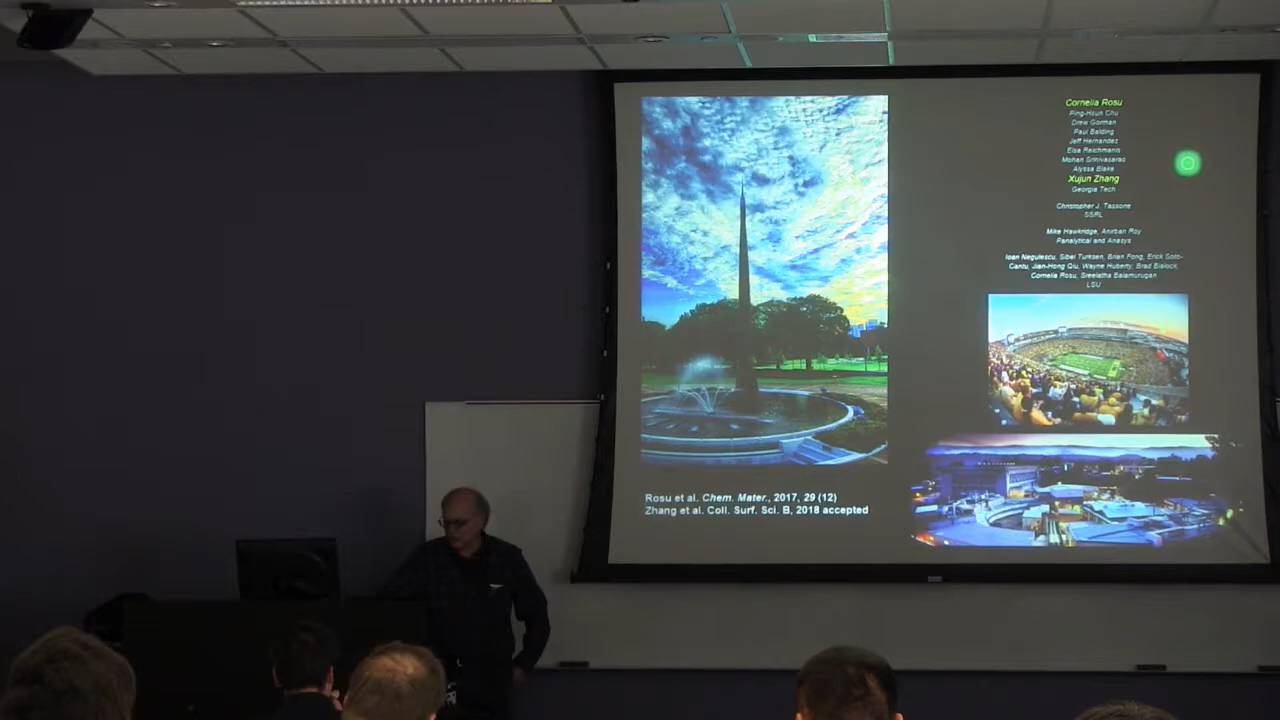 Cornelia Rosu
Ping-Hsun Chu
Drew Gorman
Paul Balding
Jeff Hernandez
Elsa Reichmanis
Mohan Srinivasarao
Alyssa Blake
Xujun Zhang
Georgia Tech
Christopher J. Tassone
SSRL
Mike Hawkridge, Anirban Roy
Panalytical and Anasys
Ioan Negulescu, Sibel Turksen, Brian Fong, Erick Soto-
Cantu, Jian-Hong Qiu, Wayne Huberty, Brad Blalock,
Cornelia Rosu, Sreelatha Balamurugan
LSU
Rosu et al. Chem. Mater., 2017, 29 (12)
Zhang et al. Coll. Surf. Sci. B, 2018 accepted